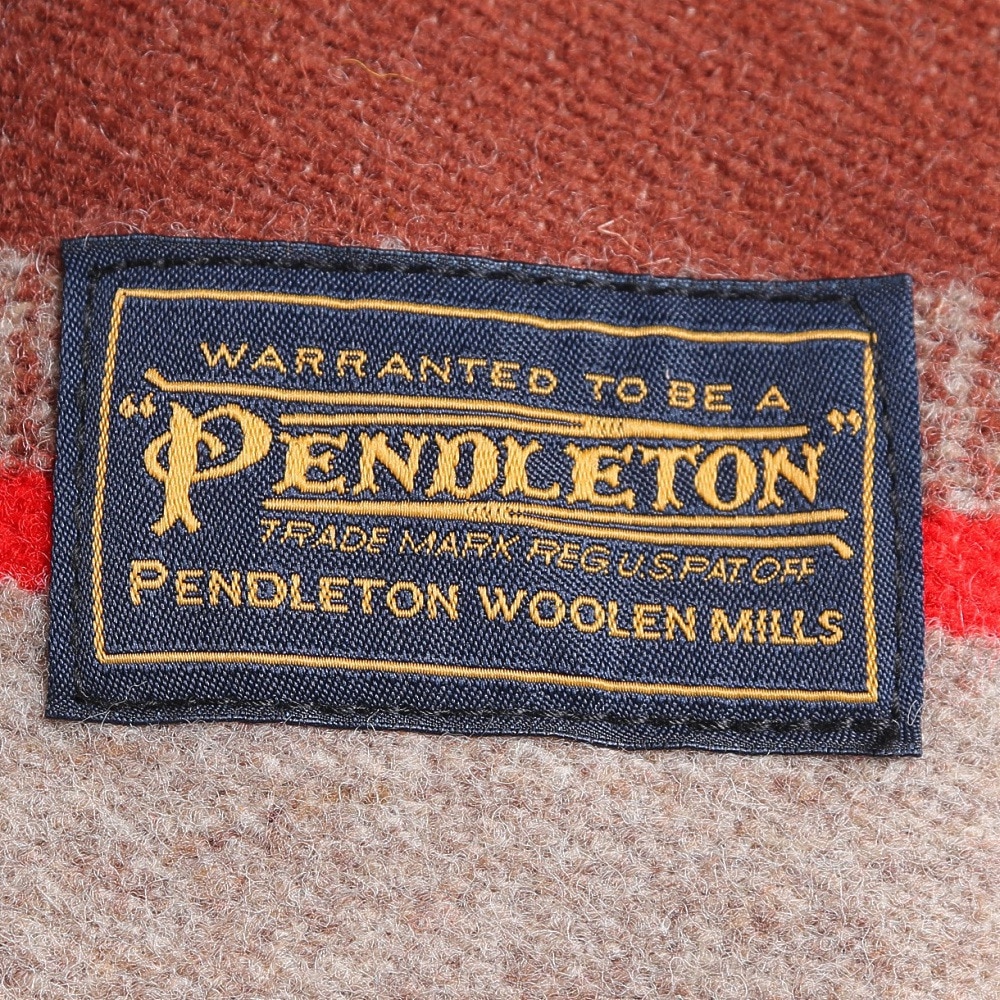 WARRANTED TO BE A
"PENDLETON"
TRADE MARK REG.U.S.PAT OFF
PENDLETON WOOLEN MILLS